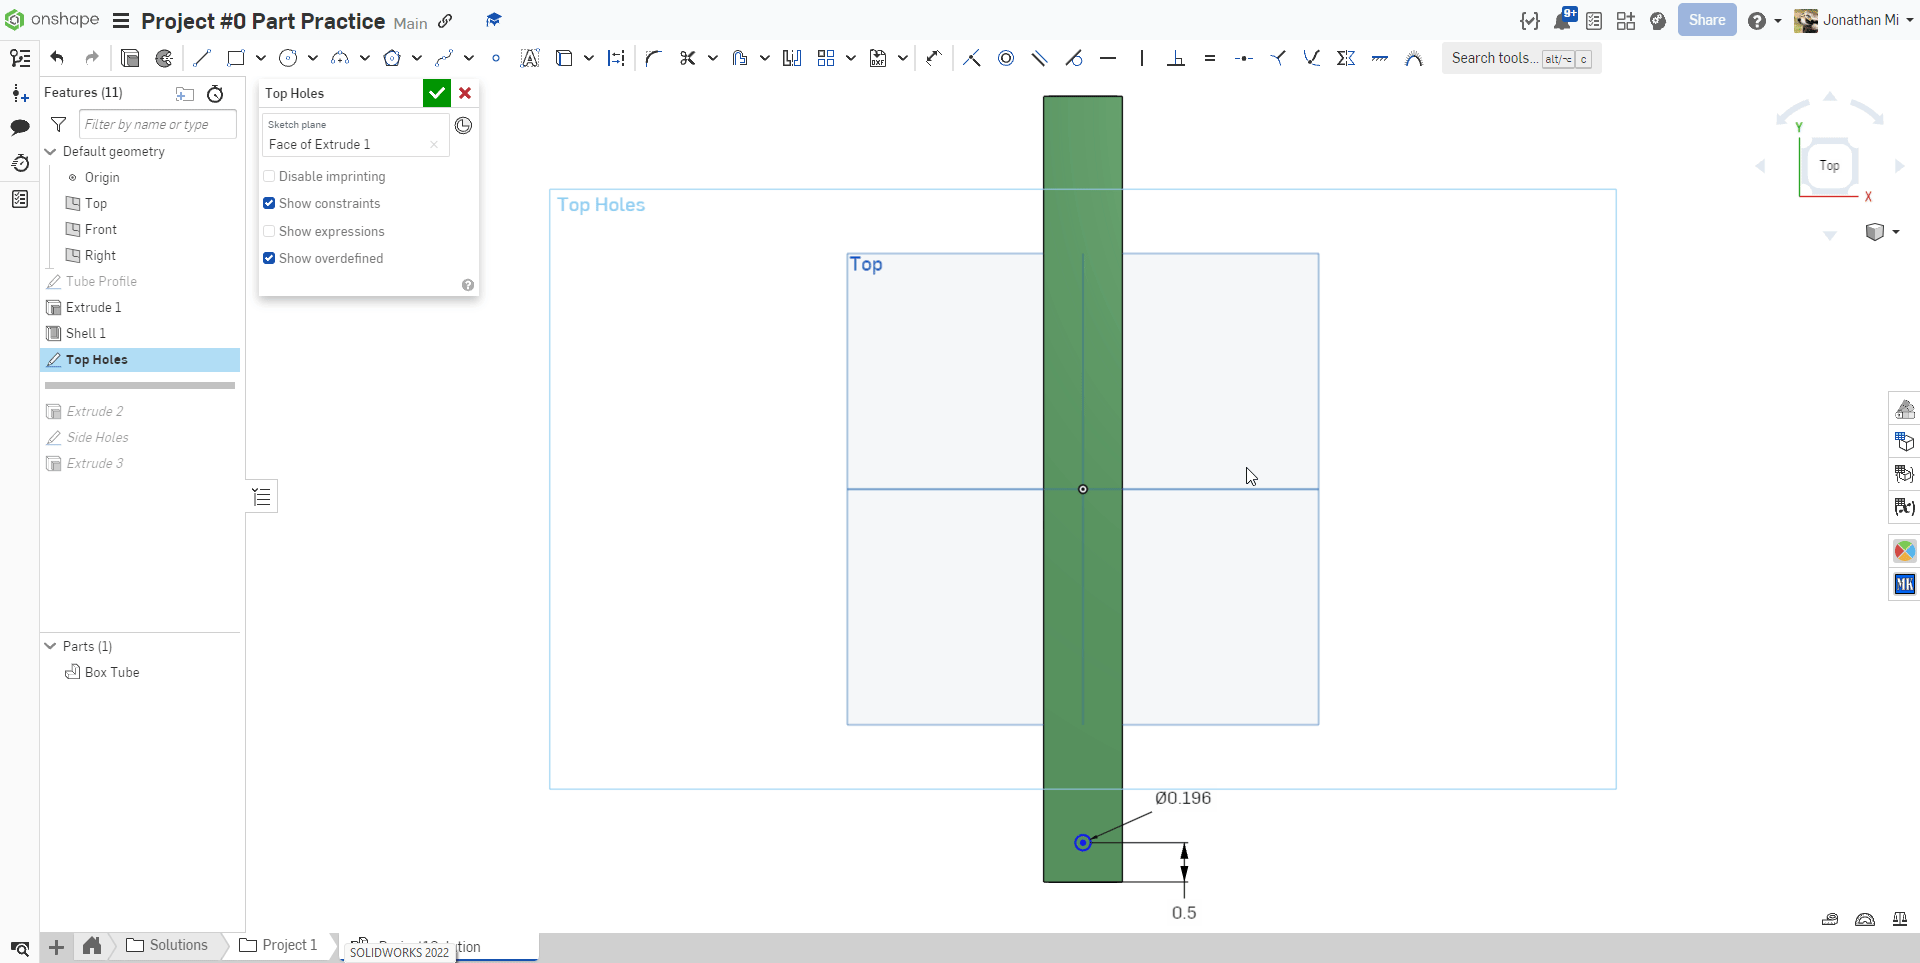 onshape
Project #0 Part Practice Main
9+
Share
Jonathan Mi
Search tools... alt/⌥ c
DXF
Features (11)
Filter by name or type
Default geometry
Origin
Top
Front
Right
Tube Profile
Extrude 1
Shell 1
Top Holes
Extrude 2
Side Holes
Extrude 3
Parts (1)
Box Tube
Top Holes
Sketch plane
Face of Extrude 1
Disable imprinting
Show constraints
Show expressions
Show overdefined
Top Holes
Top
Ø0.196
0.5
Y
Top
X
MK
Solutions
Project 1
SOLIDWORKS 2022